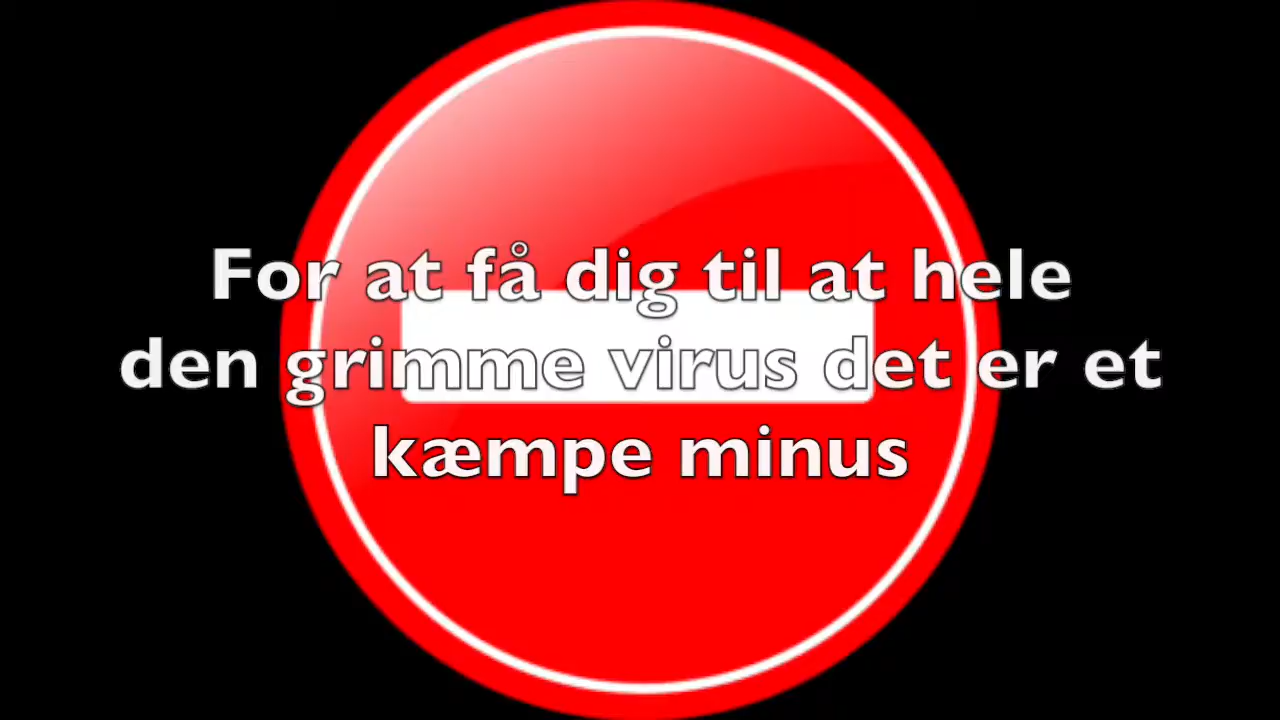 For at få dig til at hele
den grimme virus det er et
kæmpe minus